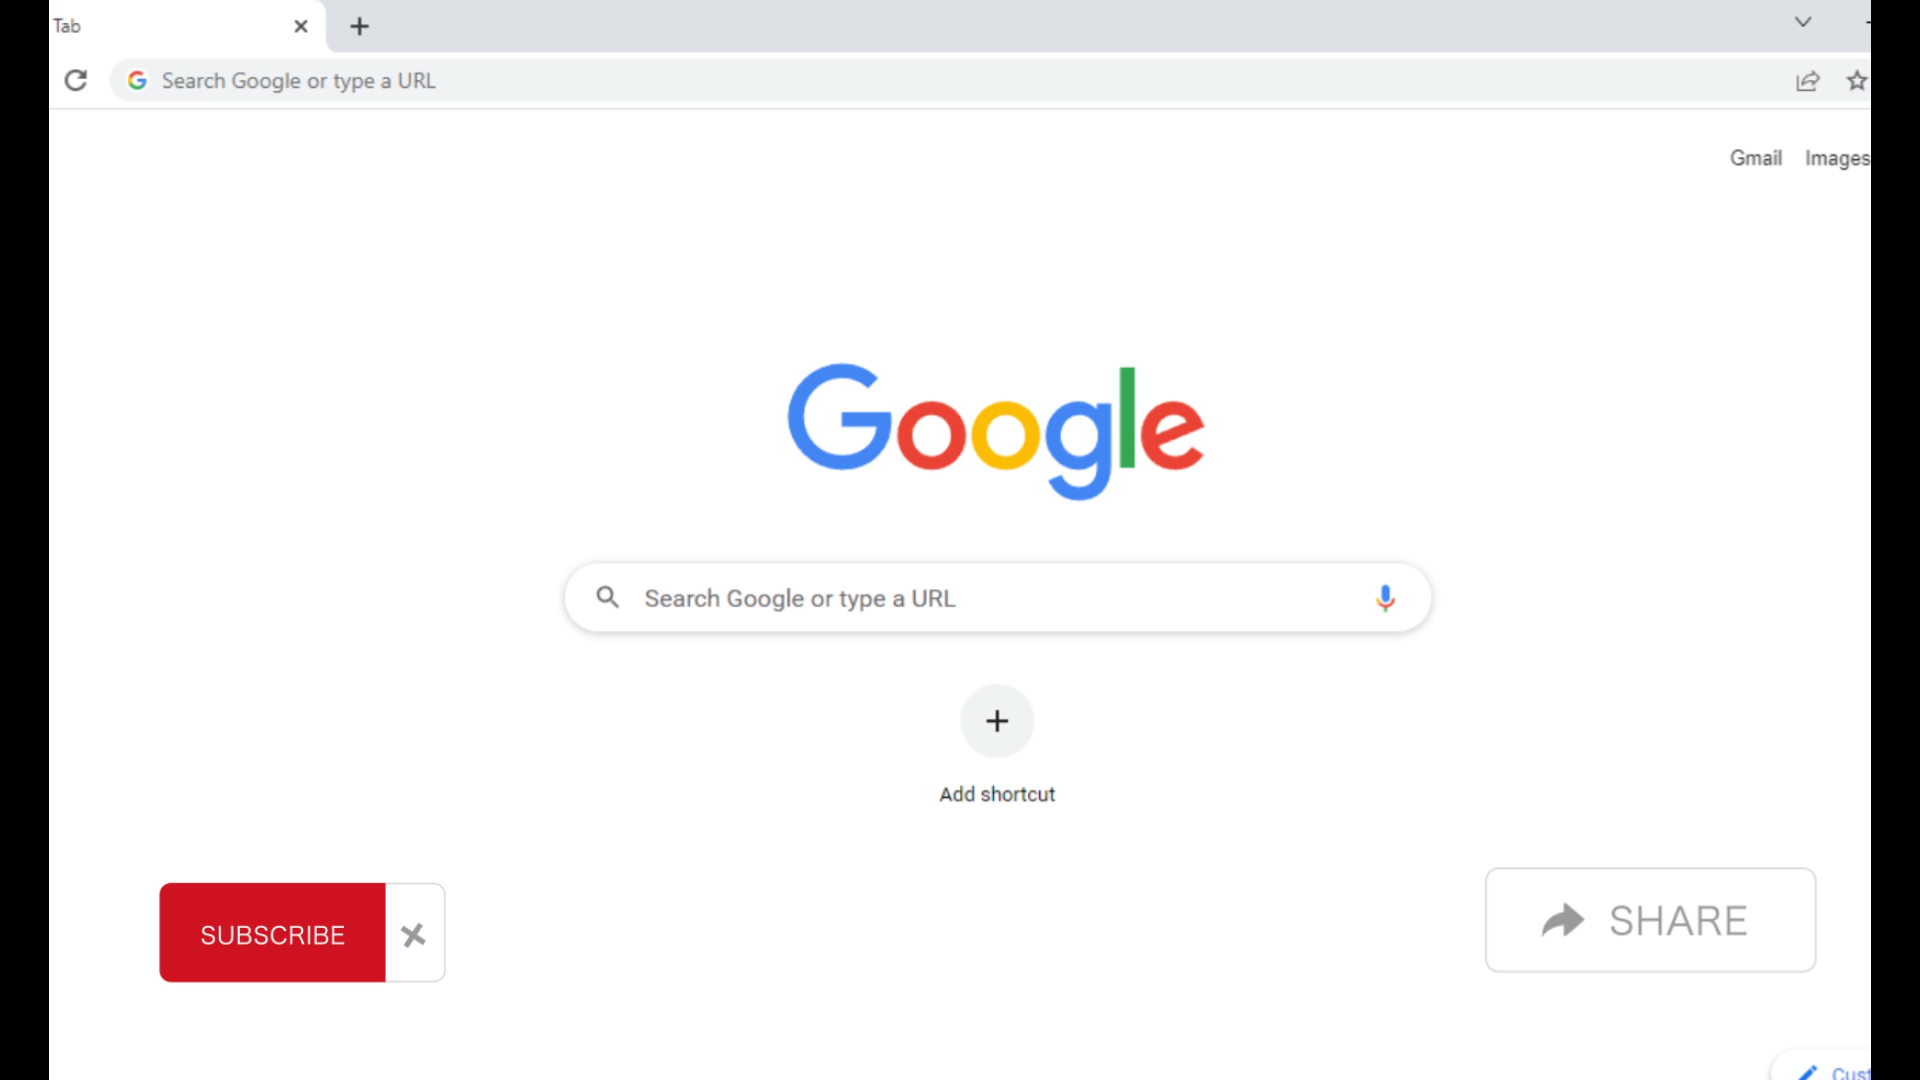 Tab
Search Google or type a URL
Gmail Images
Google
Search Google or type a URL
Add shortcut
SUBSCRIBE
SHARE